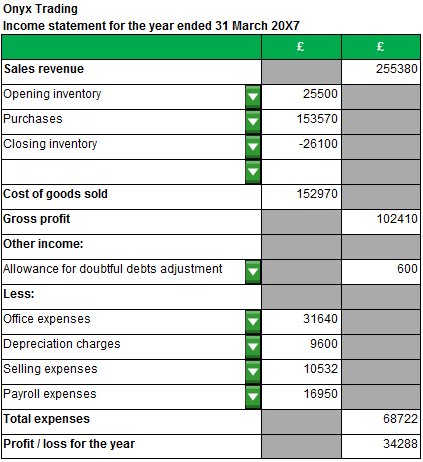 Onyx Trading
Income statement for the year ended 31 March 20X7
£ £
Sales revenue 255380
Opening inventory 25500
Purchases 153570
Closing inventory -26100
Cost of goods sold 152970
Gross profit 102410
Other income:
Allowance for doubtful debts adjustment 600
Less:
Office expenses 31640
Depreciation charges 9600
Selling expenses 10532
Payroll expenses 16950
Total expenses 68722
Profit / loss for the year 34288